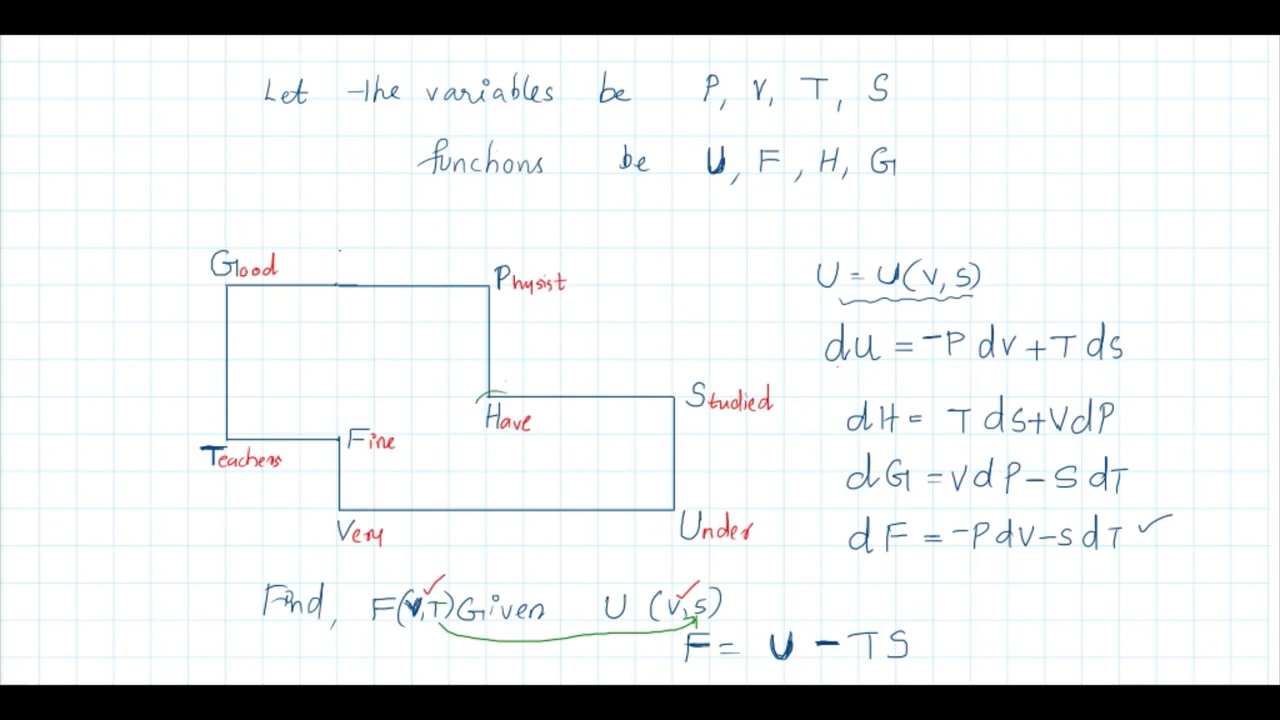 Let the variables be P, V, T, S
functions be U, F, H, G
Good
Physist
U = U(V, S)
dU = -P dV + T dS
Studied
Have
dH = T dS + V dP
Fine
Teachers
dG = V dP - S dT
Very
Under
dF = -P dV - S dT ✓
Find, F(V,T) Given U (V,S)
F = U - TS